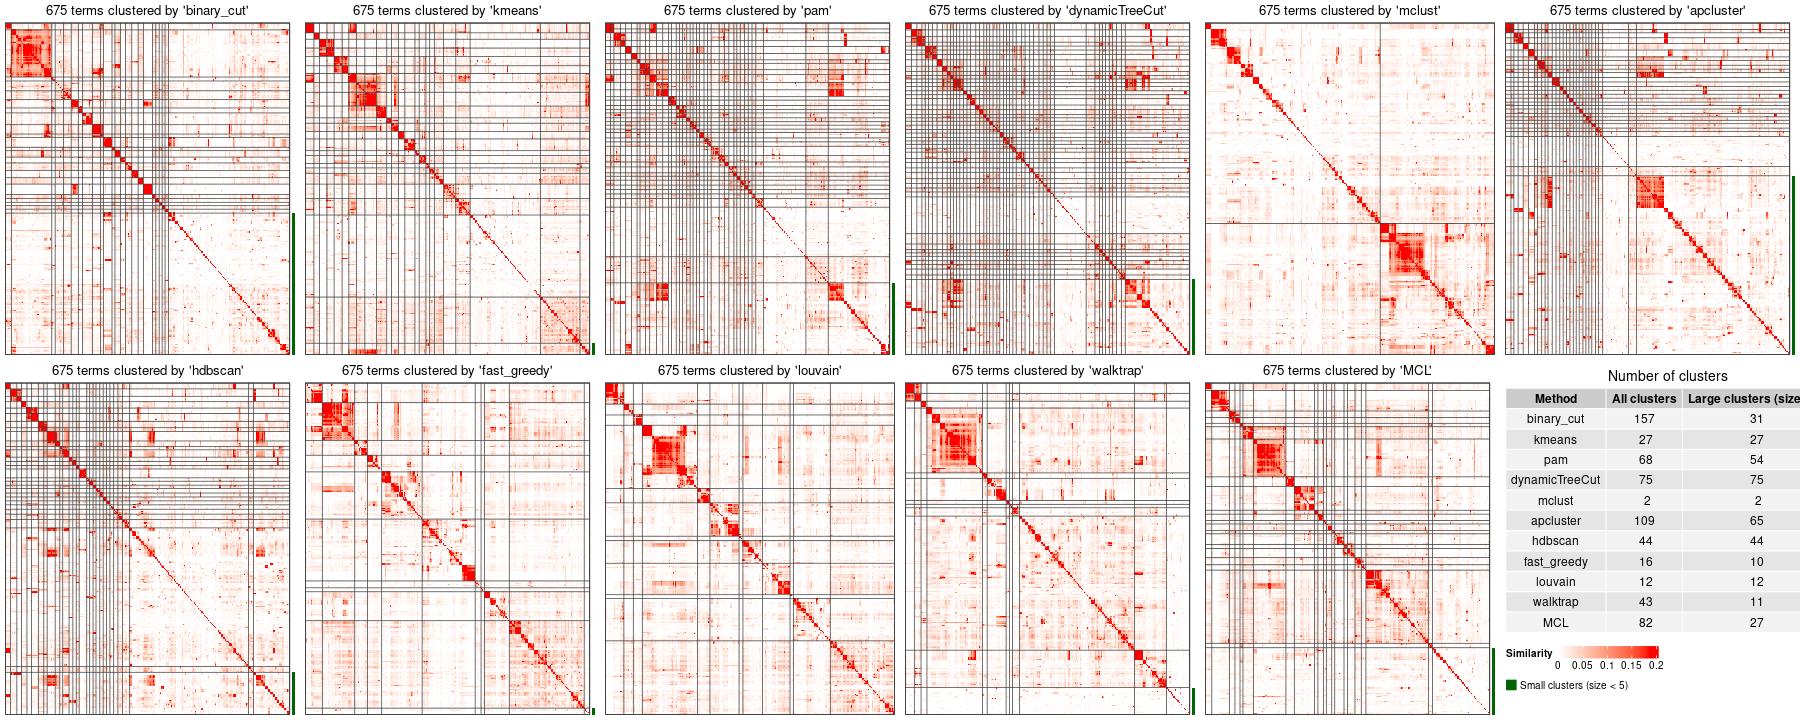 675 terms clustered by 'binary_cut'
675 terms clustered by 'kmeans'
675 terms clustered by 'pam'
675 terms clustered by 'dynamicTreeCut'
675 terms clustered by 'mclust'
675 terms clustered by 'apcluster'
675 terms clustered by 'hdbscan'
675 terms clustered by 'fast_greedy'
675 terms clustered by 'louvain'
675 terms clustered by 'walktrap'
675 terms clustered by 'MCL'
Number of clusters
Method All clusters Large clusters (size
binary_cut 157 31
kmeans 27 27
pam 68 54
dynamicTreeCut 75 75
mclust 2 2
apcluster 109 65
hdbscan 44 44
fast_greedy 16 10
louvain 12 12
walktrap 43 11
MCL 82 27
Similarity
0 0.05 0.1 0.15 0.2
Small clusters (size < 5)